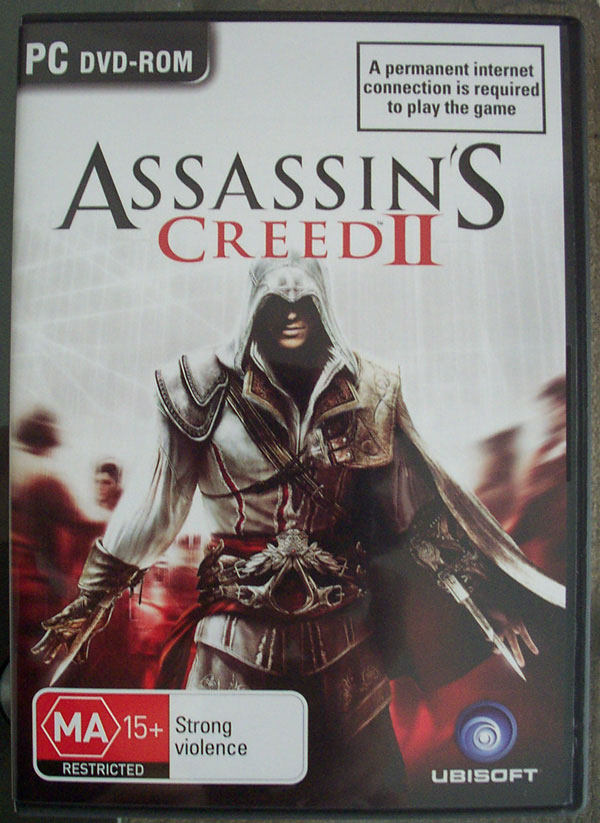 PC DVD-ROM
A permanent internet
connection is required
to play the game
ASSASSIN'S
CREED II
MA 15+
RESTRICTED
Strong
violence
UBISOFT